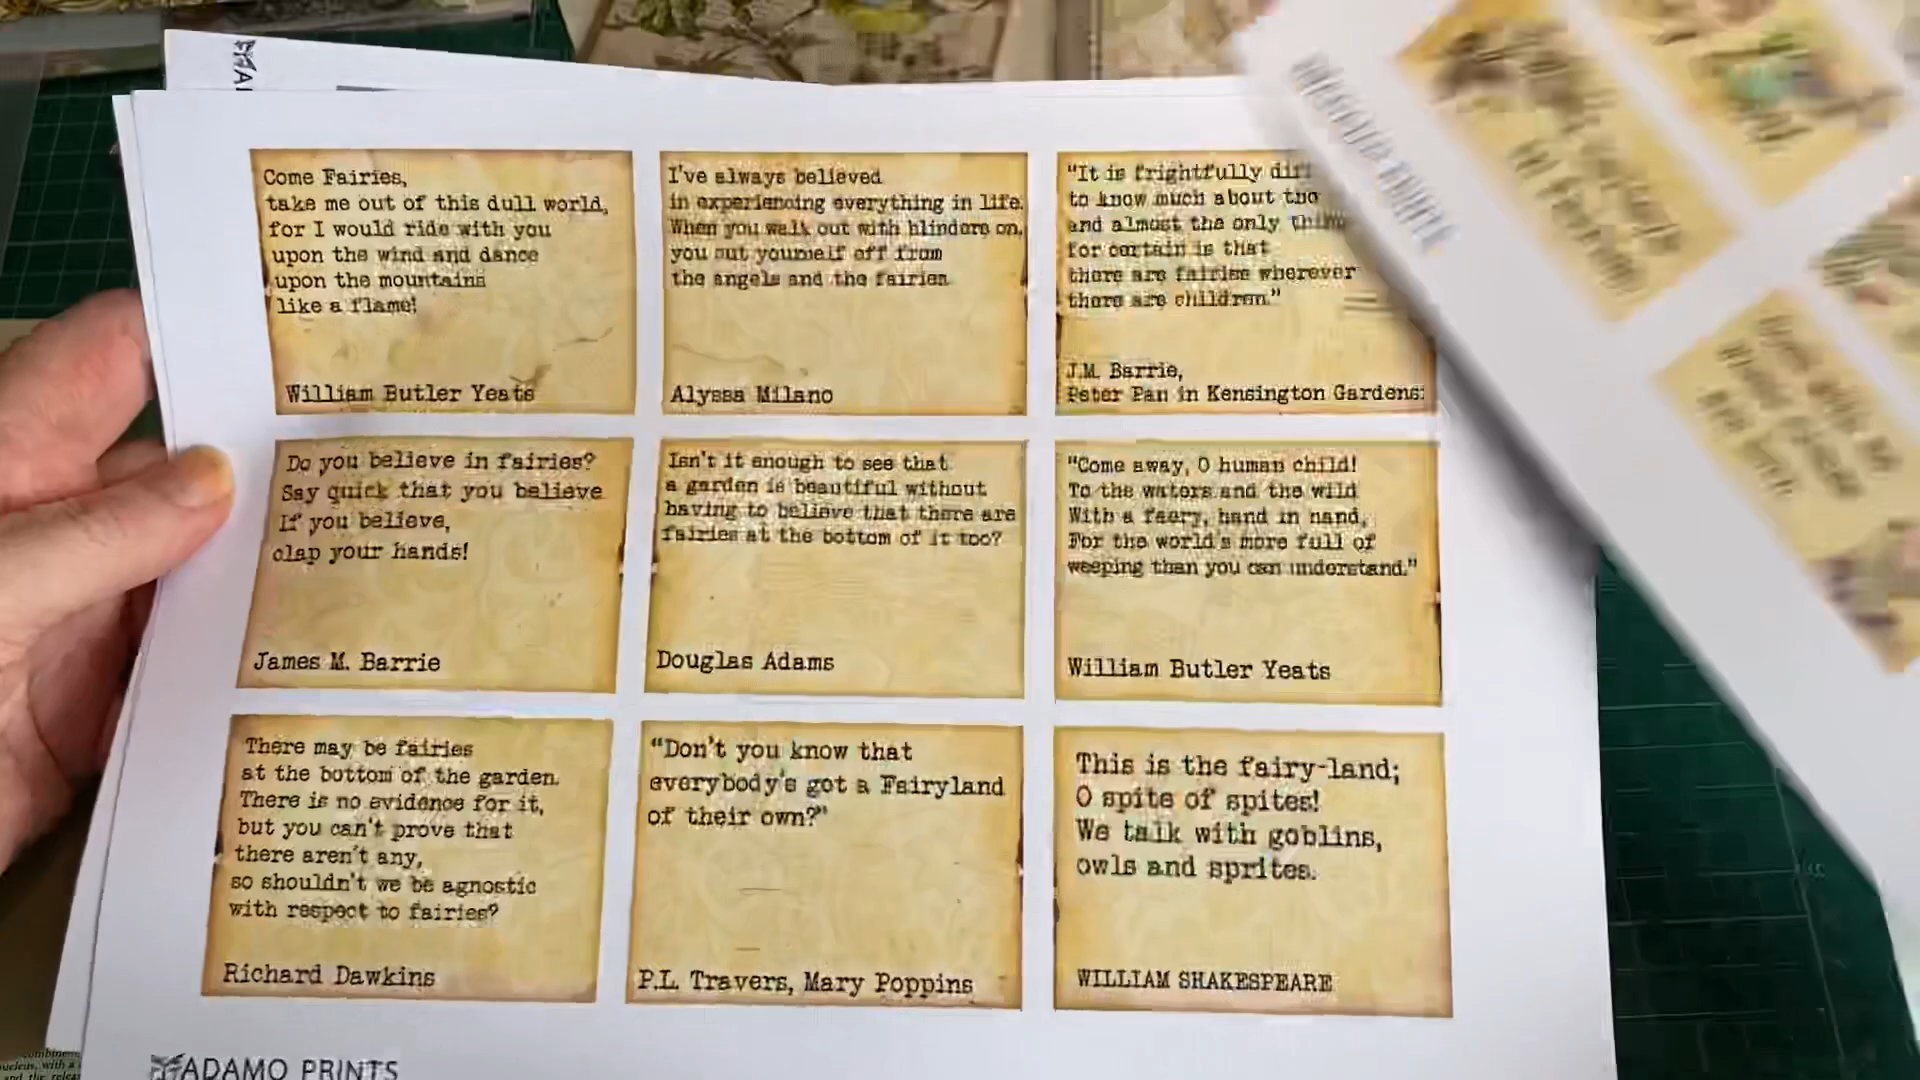 Come Fairies,
take me out of this dull world,
for I would ride with you
upon the wind and dance
upon the mountains
like a flame!
William Butler Yeats
I've always believed
in experiencing everything in life.
When you walk out with blinders on,
you cut yourself off from
the angels and the fairies
Alyssa Milano
"It is frightfully
to know much about
and almost the only
for certain is that
there are fairies wherever
there are children."
J.M. Barrie,
Peter Pan in Kensington Gardens
Do you believe in fairies?
Say quick that you believe
If you believe,
clap your hands!
James M. Barrie
Isn't it enough to see that
a garden is beautiful without
having to believe that there are
fairies at the bottom of it too?
Douglas Adams
"Come away, O human child!
To the waters and the wild
With a faery, hand in hand,
For the world's more full of
weeping than you can understand."
William Butler Yeats
There may be fairies
at the bottom of the garden.
There is no evidence for it,
but you can't prove that
there aren't any,
so shouldn't we be agnostic
with respect to fairies?
Richard Dawkins
"Don't you know that
everybody's got a Fairyland
of their own?"
P.L. Travers, Mary Poppins
This is the fairy-land;
O spite of spites!
We talk with goblins,
owls and sprites.
WILLIAM SHAKESPEARE
ADAMO PRINTS
nucleus, with a
and the